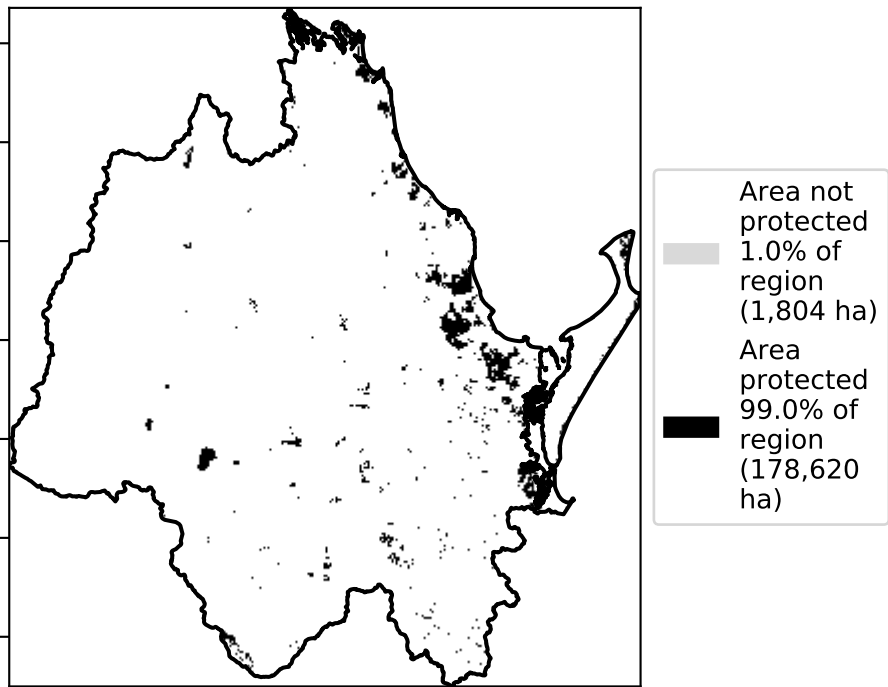 Area not
protected
1.0% of
region
(1,804 ha)
Area
protected
99.0% of
region
(178,620
ha)